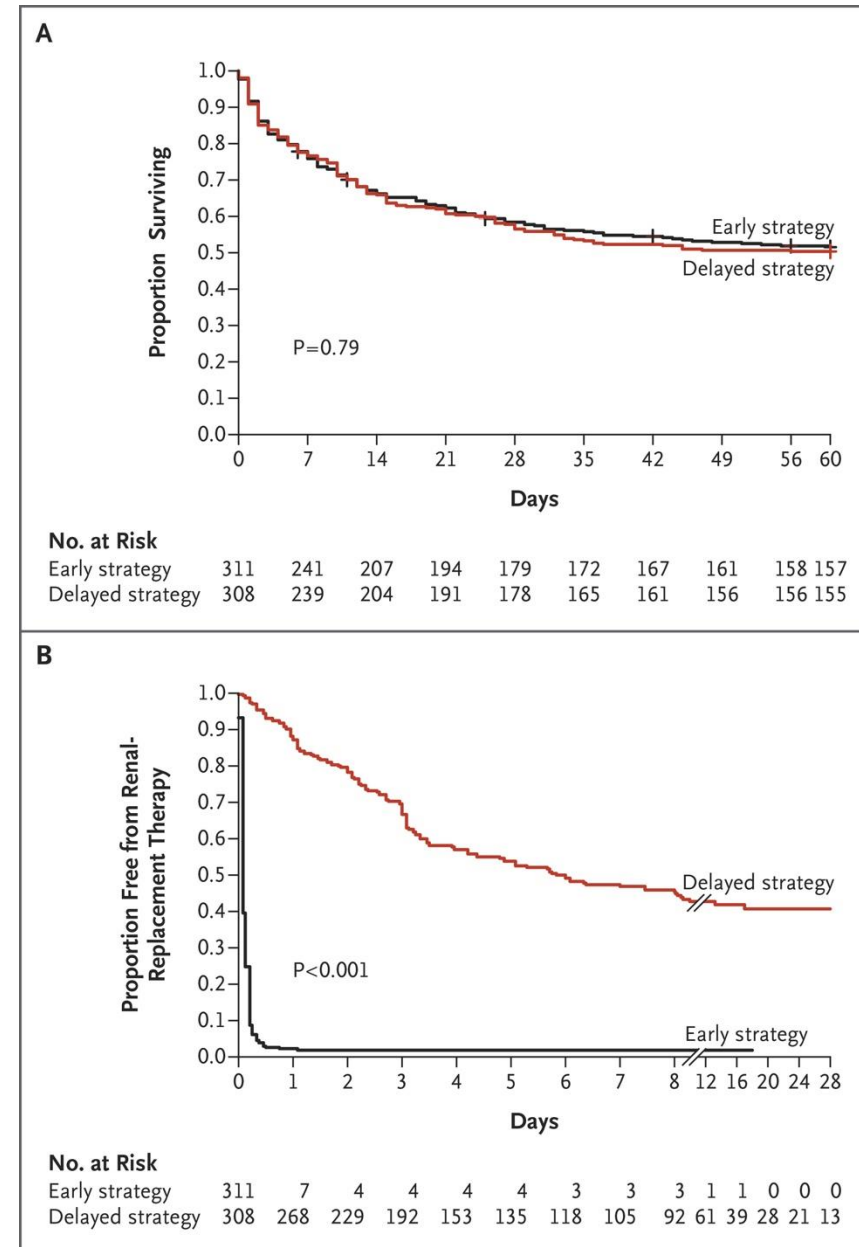 A
1.0
0.9
0.8
0.7
0.6
0.5
0.4
0.3
0.2
0.1
0.0
Proportion Surviving
Early strategy
Delayed strategy
P=0.79
0 7 14 21 28 35 42 49 56 60
Days
No. at Risk
Early strategy 311 241 207 194 179 172 167 161 158 157
Delayed strategy 308 239 204 191 178 165 161 156 156 155
B
1.0
0.9
0.8
0.7
0.6
0.5
0.4
0.3
0.2
0.1
0.0
Proportion Free from Renal-
Replacement Therapy
Delayed strategy
P<0.001
Early strategy
0 1 2 3 4 5 6 7 8 12 16 20 24 28
Days
No. at Risk
Early strategy 311 7 4 4 4 4 3 3 3 1 1 0 0 0
Delayed strategy 308 268 229 192 153 135 118 105 92 61 39 28 21 13